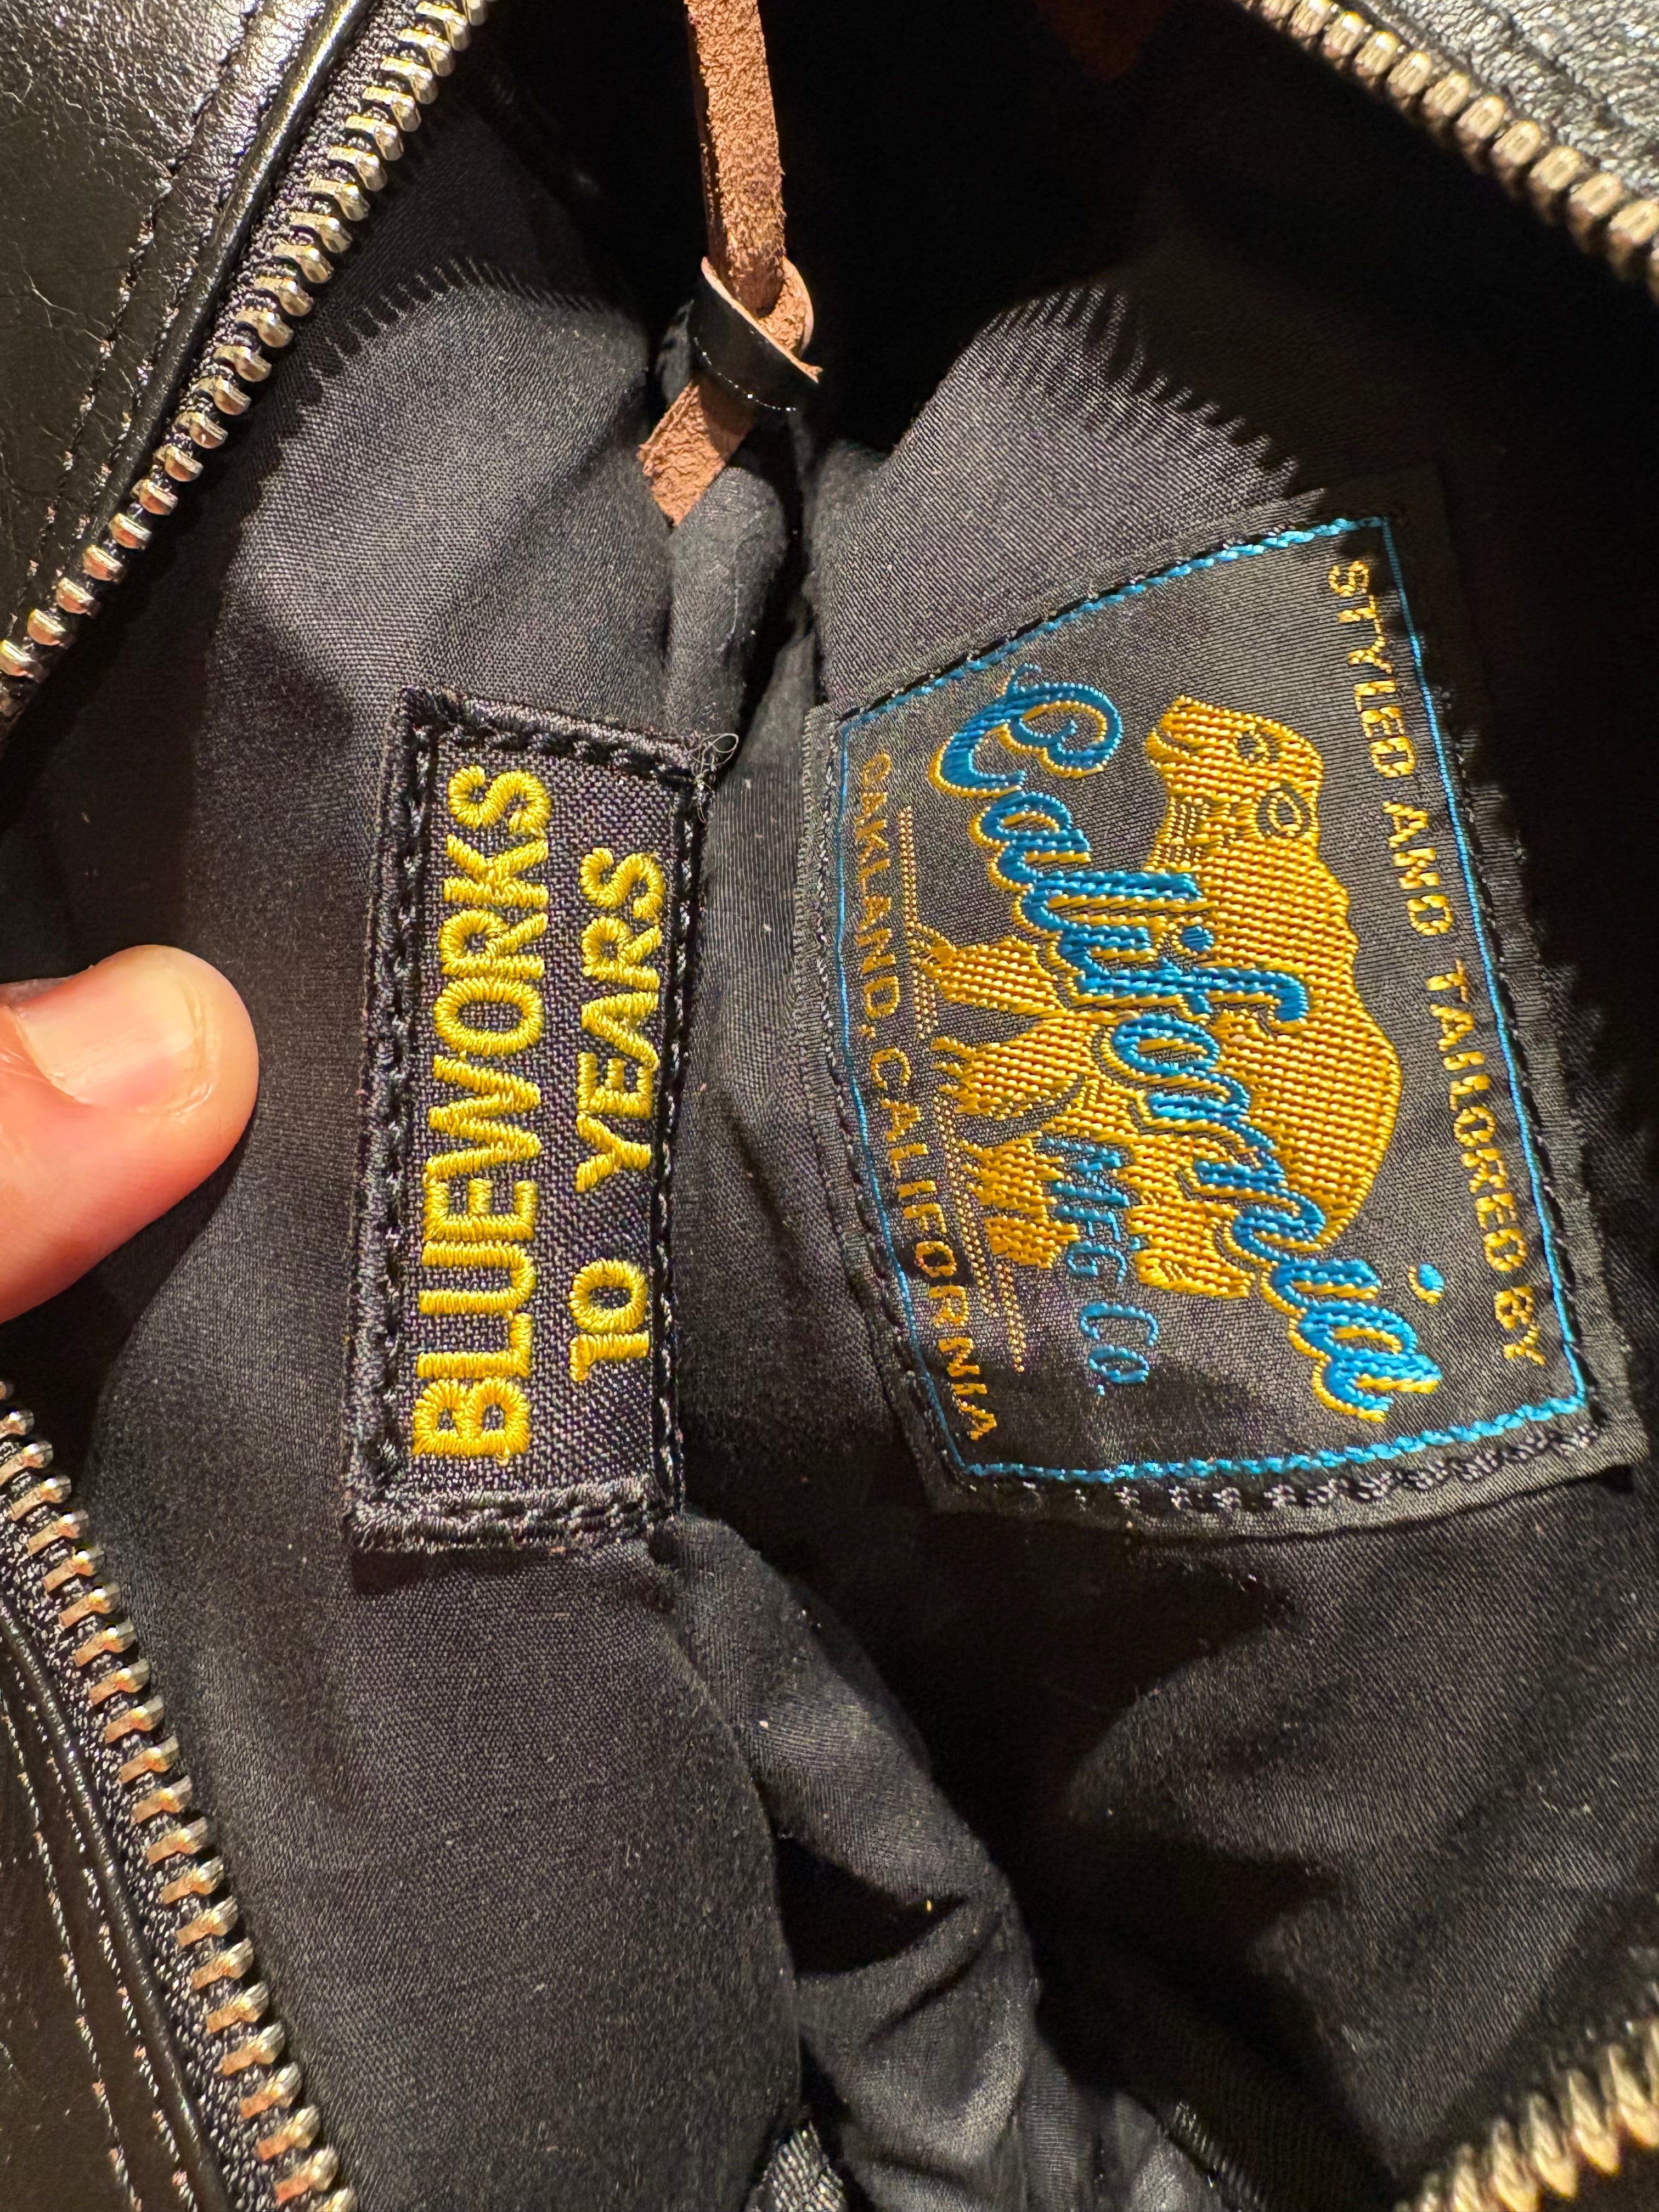 STYLED AND TAILORED BY
California
MFG. CO.
OAKLAND, CALIFORNIA
BLUEWORKS
10 YEARS